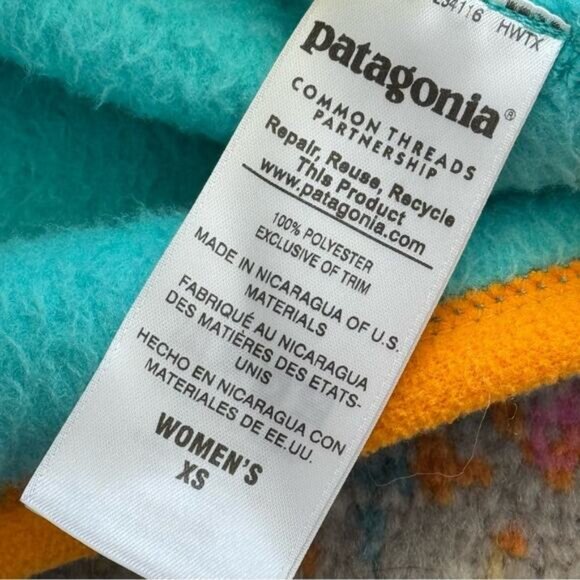 HWTX
patagonia®
COMMON THREADS
PARTNERSHIP
Repair, Reuse, Recycle
This Product
www.patagonia.com
100% POLYESTER
EXCLUSIVE OF TRIM
MADE IN NICARAGUA OF U.S.
MATERIALS
FABRIQUÉ AU NICARAGUA
DES MATIÈRES DES ETATS-
UNIS
HECHO EN NICARAGUA CON
MATERIALES DE EE.UU.
WOMEN'S
XS